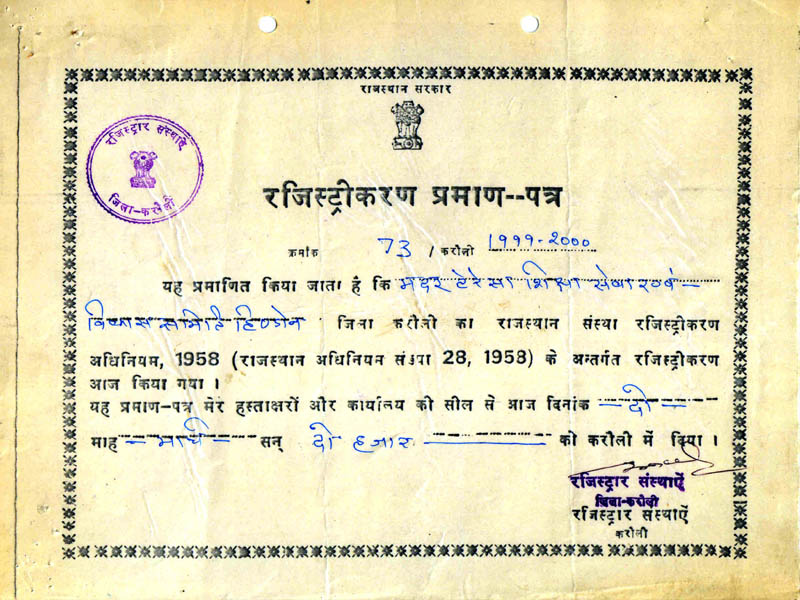 राजस्थान सरकार
रजिस्ट्रार संस्थाऐं
जिला-करौली
रजिस्ट्रीकरण प्रमाण--पत्र
क्रमांक 73 / करौली 1999-2000
यह प्रमाणित किया जाता है कि मदर टेरेसा शिक्षा सेवा एवं
विकास समिति हिण्डोन जिला करौली का राजस्थान संस्था रजिस्ट्रीकरण
अधिनियम, 1958 (राजस्थान अधिनियम संख्या 28, 1958) के अन्तर्गत रजिस्ट्रीकरण
आज किया गया ।
यह प्रमाण-पत्र मेरे हस्ताक्षरों और कार्यालय की सील से आज दिनांक दो
माह मार्च सन् दो हजार को करौली में दिया ।
रजिस्ट्रार संस्थाऐं
जिला-करौली
रजिस्ट्रार संस्थाऐं
करौली